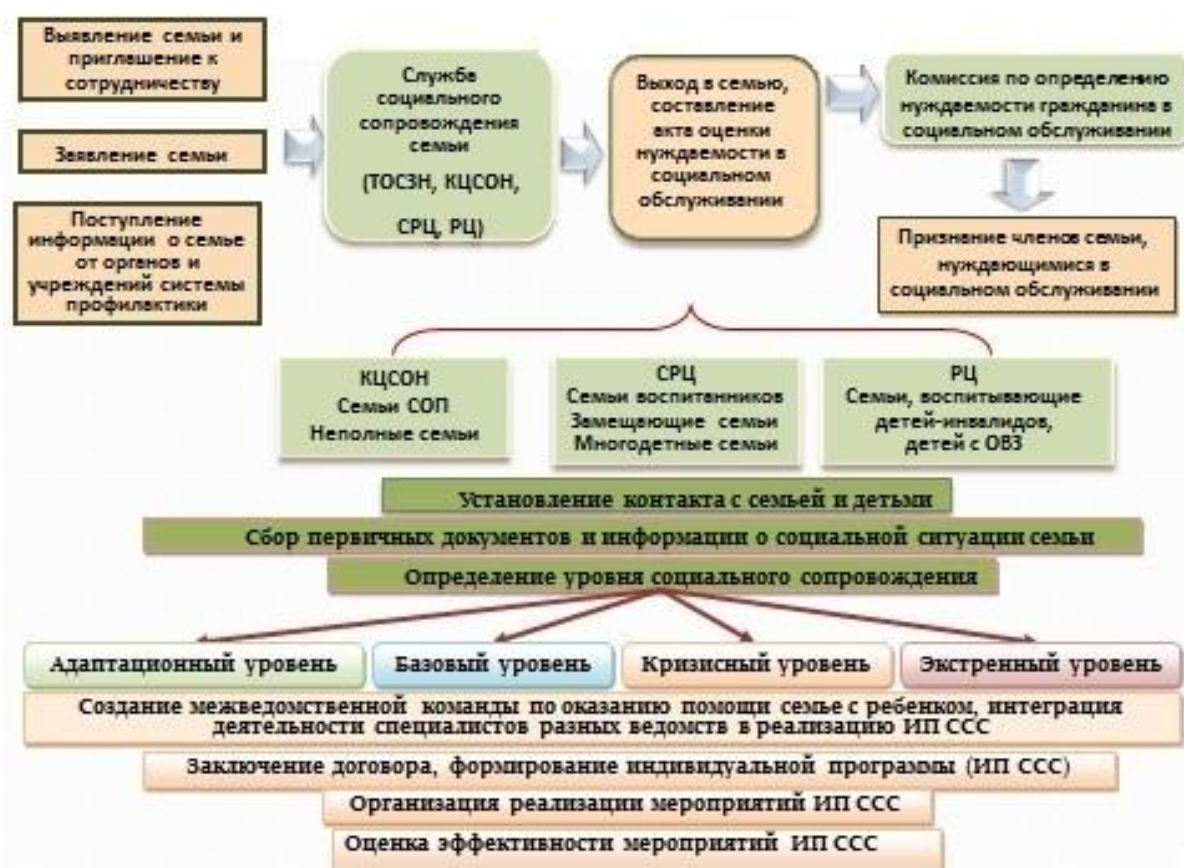 Выявление семьи и
приглашение к
сотрудничеству
Заявление семьи
Поступление
информации о семье
от органов и
учреждений системы
профилактики
Служба
социального
сопровождения
семьи
(ТОСЗН, КЦСОН,
СРЦ, РЦ)
Выход в семью,
составление
акта оценки
нуждаемости в
социальном
обслуживании
Комиссия по определению
нуждаемости гражданина в
социальном обслуживании
Признание членов семьи,
нуждающимися в
социальном обслуживании
КЦСОН
Семьи СОП
Неполные семьи
СРЦ
Семьи воспитанников
Замещающие семьи
Многодетные семьи
РЦ
Семьи, воспитывающие
детей-инвалидов,
детей с ОВЗ
Установление контакта с семьей и детьми
Сбор первичных документов и информации о социальной ситуации семьи
Определение уровня социального сопровождения
Адаптационный уровень
Базовый уровень
Кризисный уровень
Экстренный уровень
Создание межведомственной команды по оказанию помощи семье с ребенком, интеграция
деятельности специалистов разных ведомств в реализацию ИП ССС
Заключение договора, формирование индивидуальной программы (ИП ССС)
Организация реализации мероприятий ИП ССС
Оценка эффективности мероприятий ИП ССС